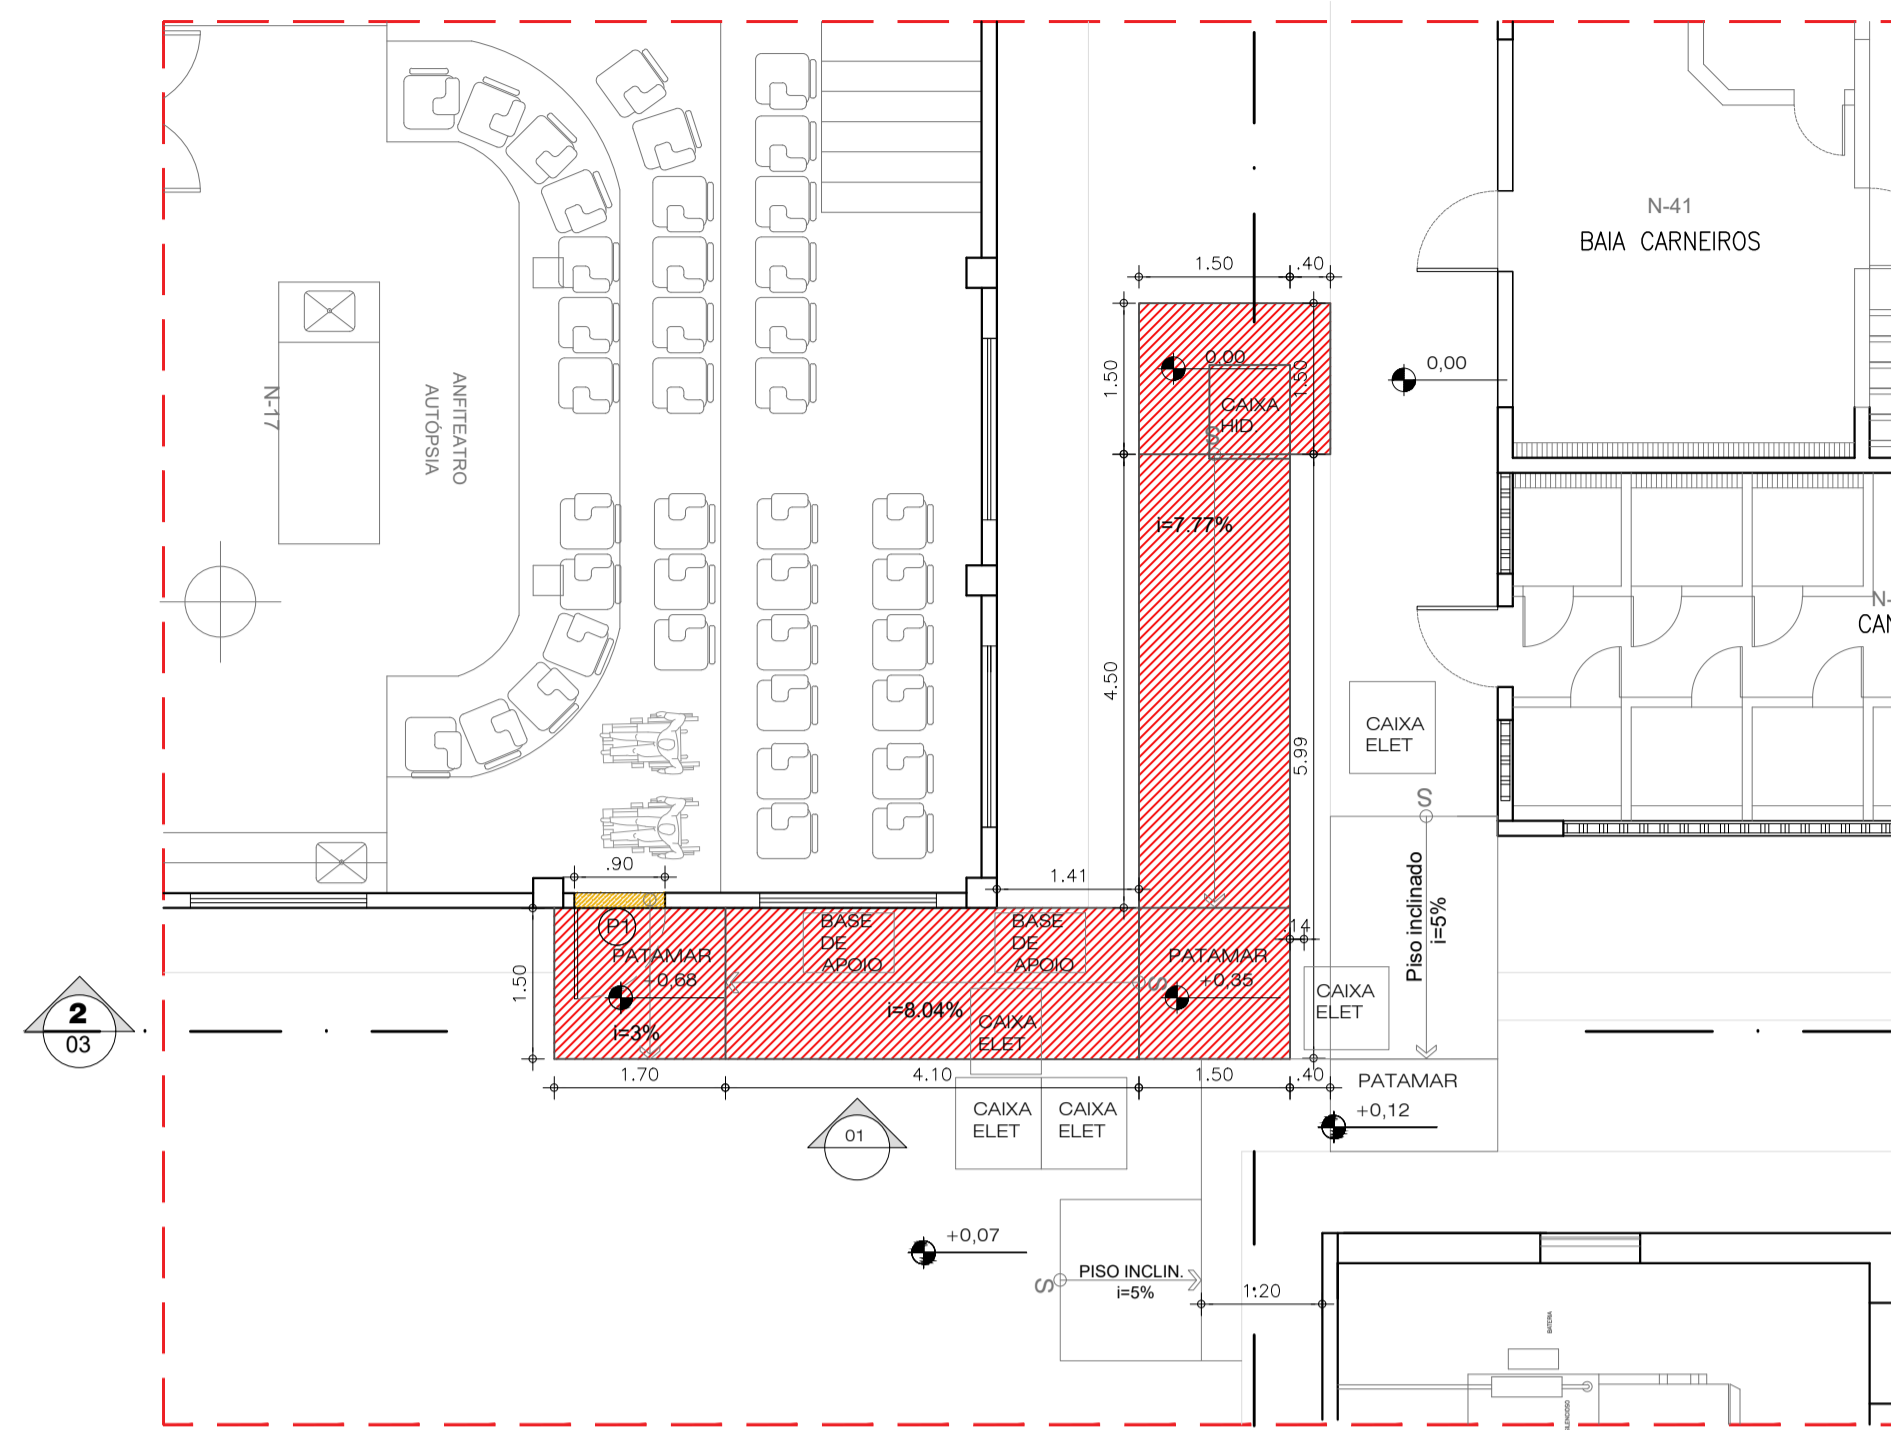 N-41
BAIA CARNEIROS
1.50
.40
0,00
0,00
1.50
1.50
CAIXA
HID
S
N-17
ANFITEATRO
AUTÓPSIA
i=7.77%
N-
CAN
4.50
5.99
CAIXA
ELET
S
Piso inclinado
i=5%
.90
1.41
.14
P1
PATAMAR
+0,68
i=3%
1.50
BASE
DE
APOIO
BASE
DE
APOIO
S
i=8.04%
PATAMAR
+0,35
CAIXA
ELET
CAIXA
ELET
2
03
1.70
4.10
1.50
.40
PATAMAR
+0,12
CAIXA
ELET
CAIXA
ELET
01
+0,07
S
PISO INCLIN.
i=5%
1.20
BATERIA